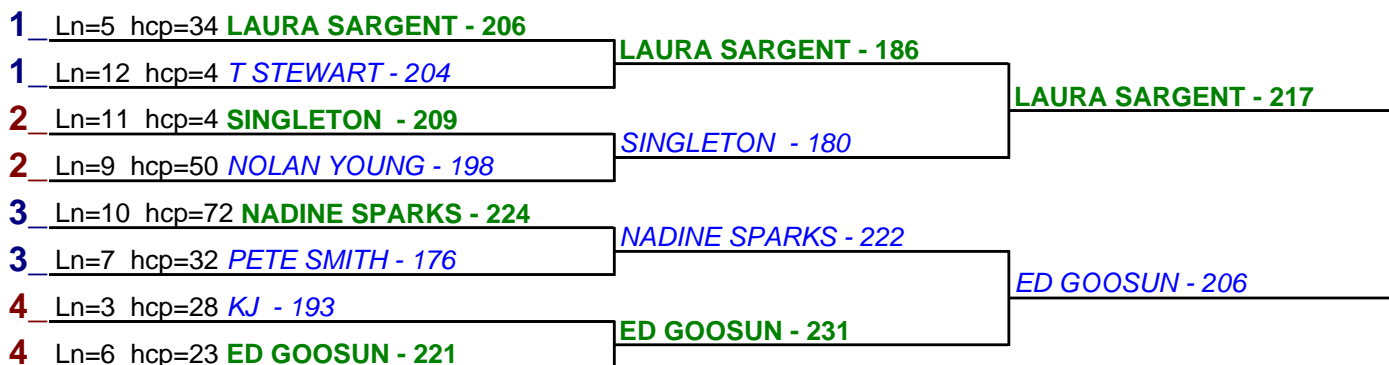 1_ Ln=5 hcp=34 LAURA SARGENT - 206
LAURA SARGENT - 186
1_ Ln=12 hcp=4 T STEWART - 204
LAURA SARGENT - 217
2_ Ln=11 hcp=4 SINGLETON - 209
SINGLETON - 180
2_ Ln=9 hcp=50 NOLAN YOUNG - 198
3_ Ln=10 hcp=72 NADINE SPARKS - 224
NADINE SPARKS - 222
3_ Ln=7 hcp=32 PETE SMITH - 176
ED GOOSUN - 206
4_ Ln=3 hcp=28 KJ - 193
ED GOOSUN - 231
4 Ln=6 hcp=23 ED GOOSUN - 221